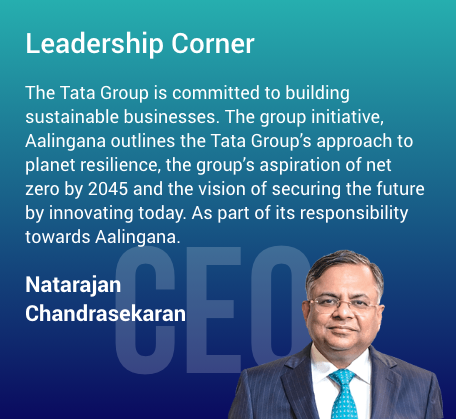 Leadership Corner
The Tata Group is committed to building
sustainable businesses. The group initiative,
Aalingana outlines the Tata Group's approach to
planet resilience, the group's aspiration of net
zero by 2045 and the vision of securing the future
by innovating today. As part of its responsibility
towards Aalingana.
CEO
Natarajan
Chandrasekaran